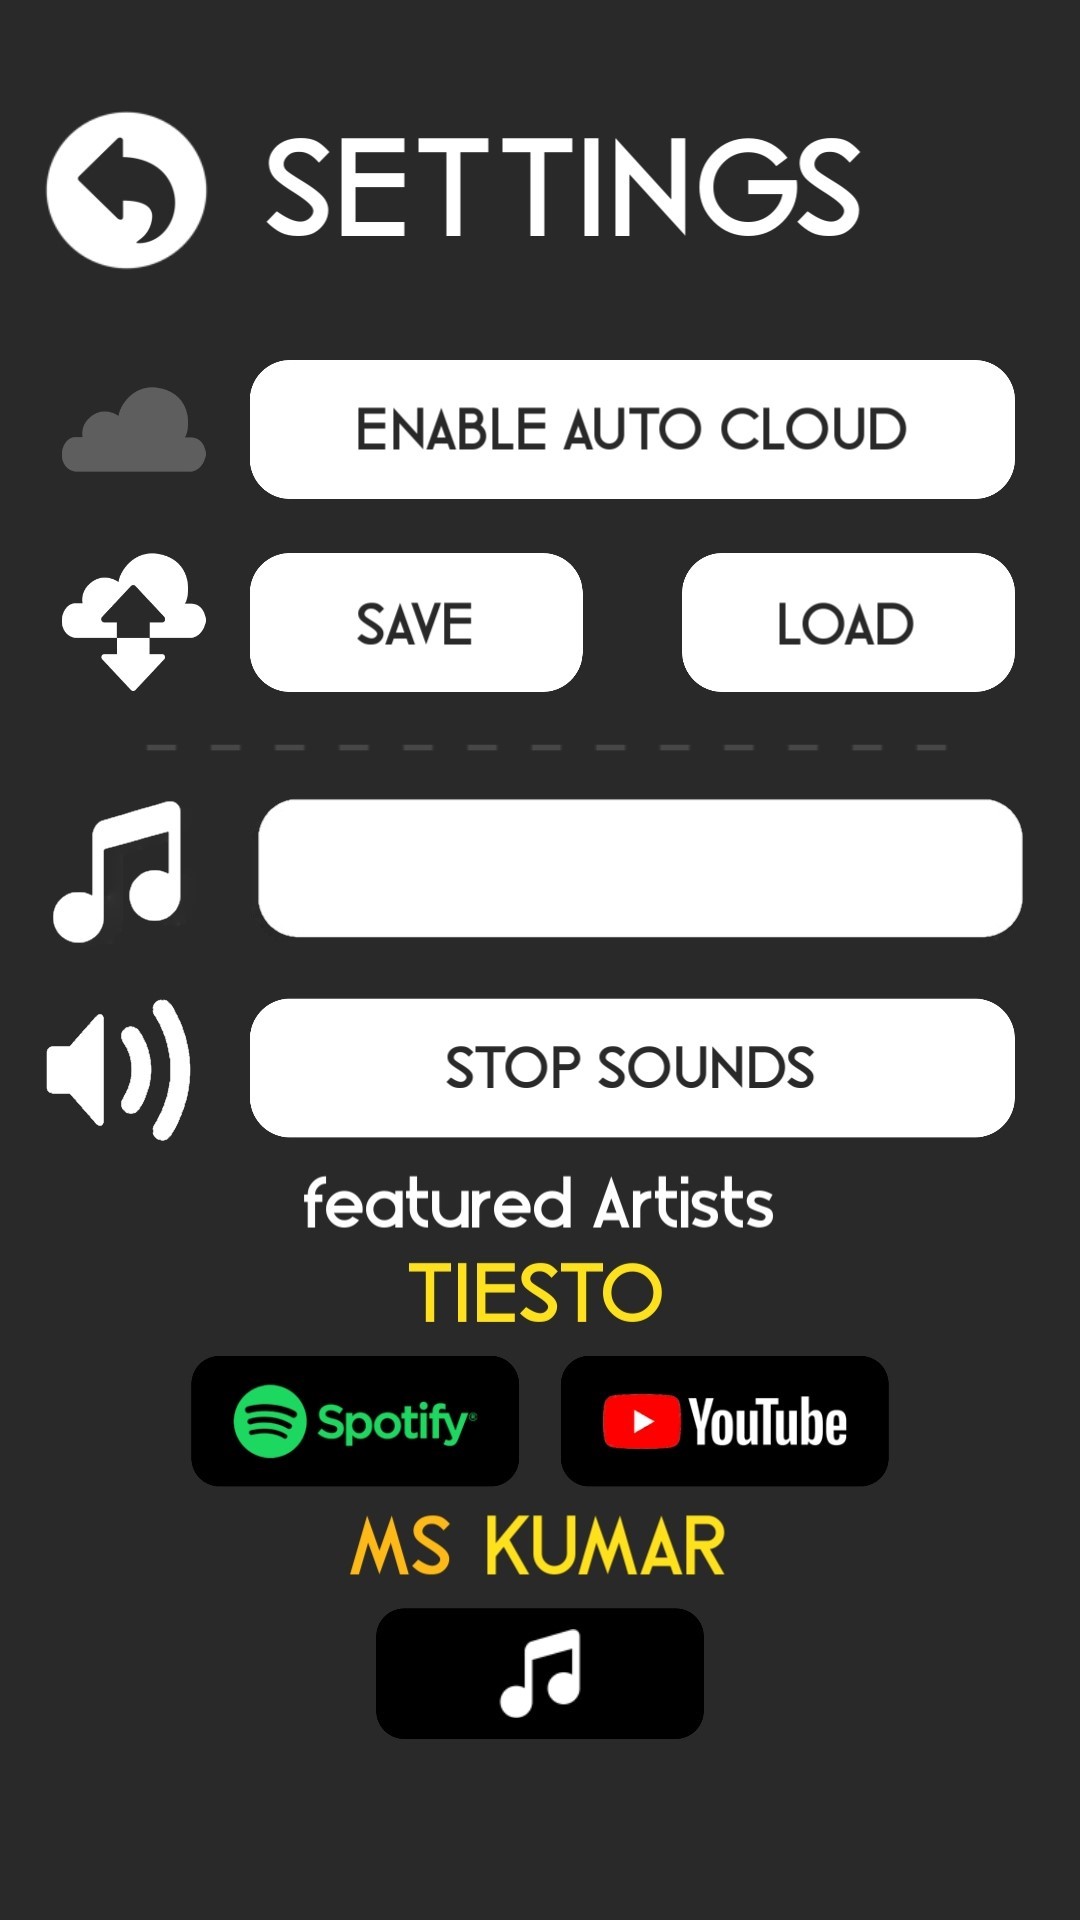 SETTINGS
ENABLE AUTO CLOUD
SAVE LOAD
STOP SOUNDS
featured Artists
TIESTO
Spotify® YouTube
MS KUMAR